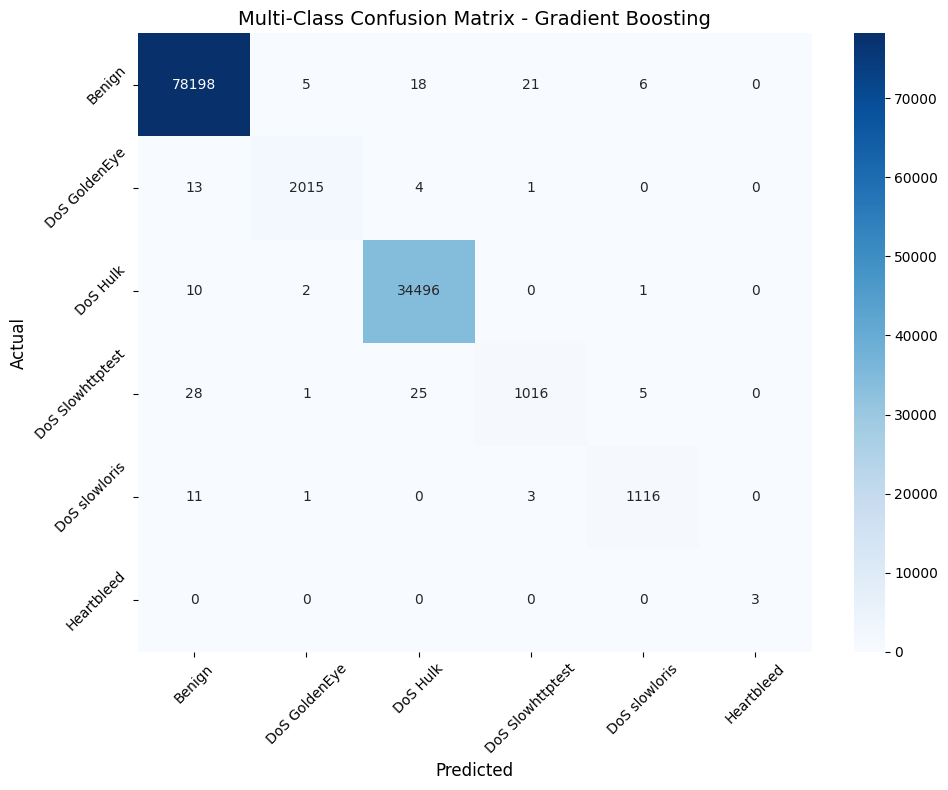 Multi-Class Confusion Matrix - Gradient Boosting
Actual
Benign 78198 5 18 21 6 0
DoS GoldenEye 13 2015 4 1 0 0
DoS Hulk 10 2 34496 0 1 0
DoS Slowhttptest 28 1 25 1016 5 0
DoS slowloris 11 1 0 3 1116 0
Heartbleed 0 0 0 0 0 3
Benign DoS GoldenEye DoS Hulk DoS Slowhttptest DoS slowloris Heartbleed
Predicted
70000
60000
50000
40000
30000
20000
10000
0